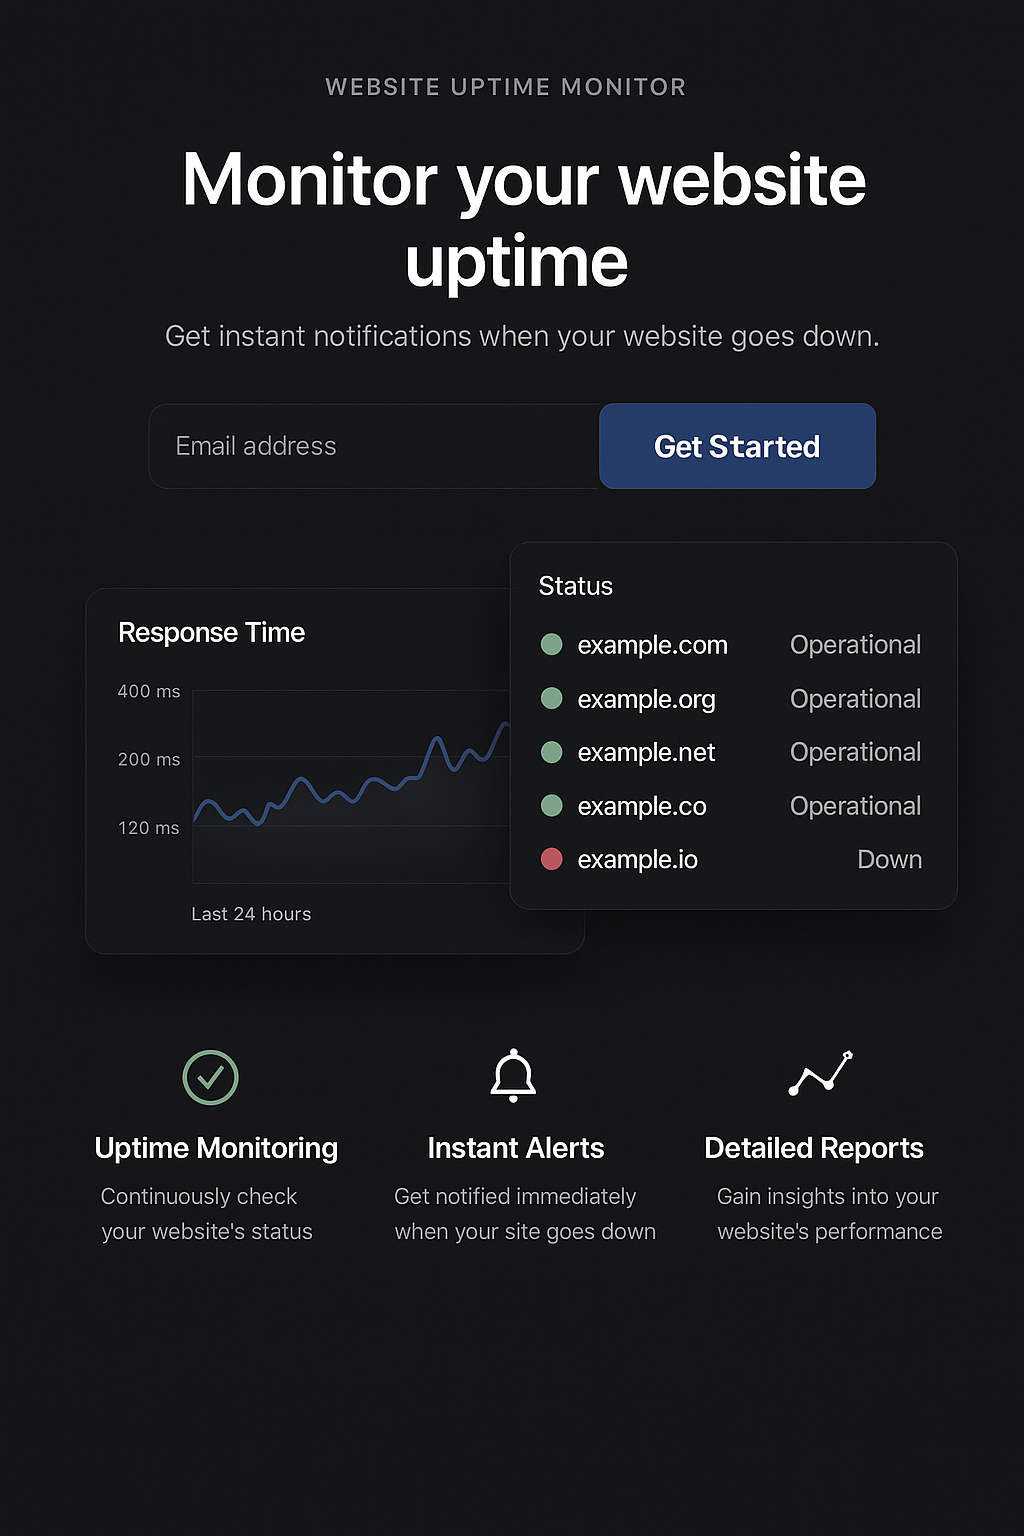 WEBSITE UPTIME MONITOR
Monitor your website
uptime
Get instant notifications when your website goes down.
Email address
Get Started
Response Time
400 ms
200 ms
120 ms
Last 24 hours
Status
example.com Operational
example.org Operational
example.net Operational
example.co Operational
example.io Down
Uptime Monitoring
Continuously check
your website's status
Instant Alerts
Get notified immediately
when your site goes down
Detailed Reports
Gain insights into your
website's performance